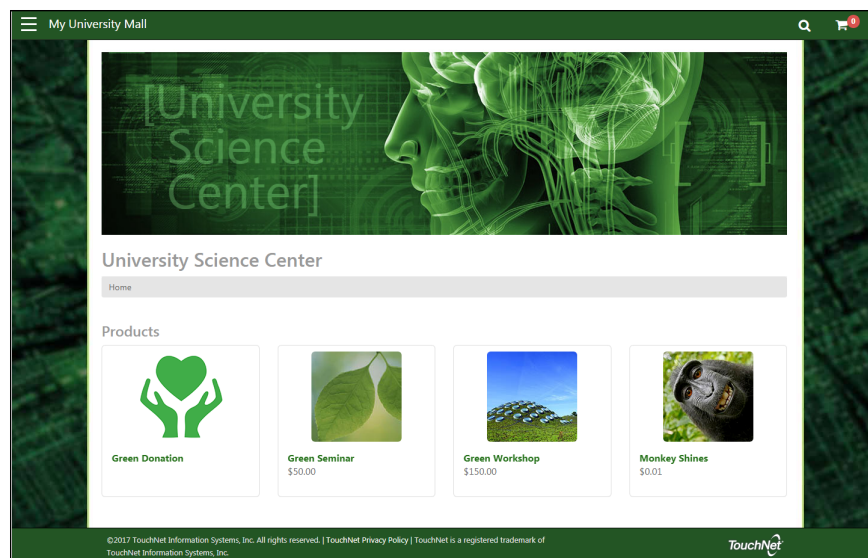 My University Mall
0
[University
Science
Center]
University Science Center
Home
Products
Green Donation
Green Seminar
$50.00
Green Workshop
$150.00
Monkey Shines
$0.01
©2017 TouchNet Information Systems, Inc. All rights reserved. | TouchNet Privacy Policy | TouchNet is a registered trademark of
TouchNet Information Systems, Inc.
TouchNet